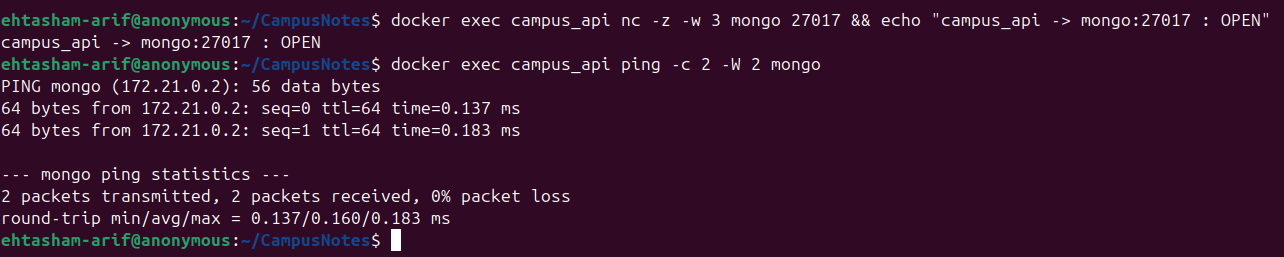 ehtasham-arif@anonymous:~/CampusNotes$ docker exec campus_api nc -z -w 3 mongo 27017 && echo "campus_api -> mongo:27017 : OPEN"
campus_api -> mongo:27017 : OPEN
ehtasham-arif@anonymous:~/CampusNotes$ docker exec campus_api ping -c 2 -W 2 mongo
PING mongo (172.21.0.2): 56 data bytes
64 bytes from 172.21.0.2: seq=0 ttl=64 time=0.137 ms
64 bytes from 172.21.0.2: seq=1 ttl=64 time=0.183 ms

--- mongo ping statistics ---
2 packets transmitted, 2 packets received, 0% packet loss
round-trip min/avg/max = 0.137/0.160/0.183 ms
ehtasham-arif@anonymous:~/CampusNotes$